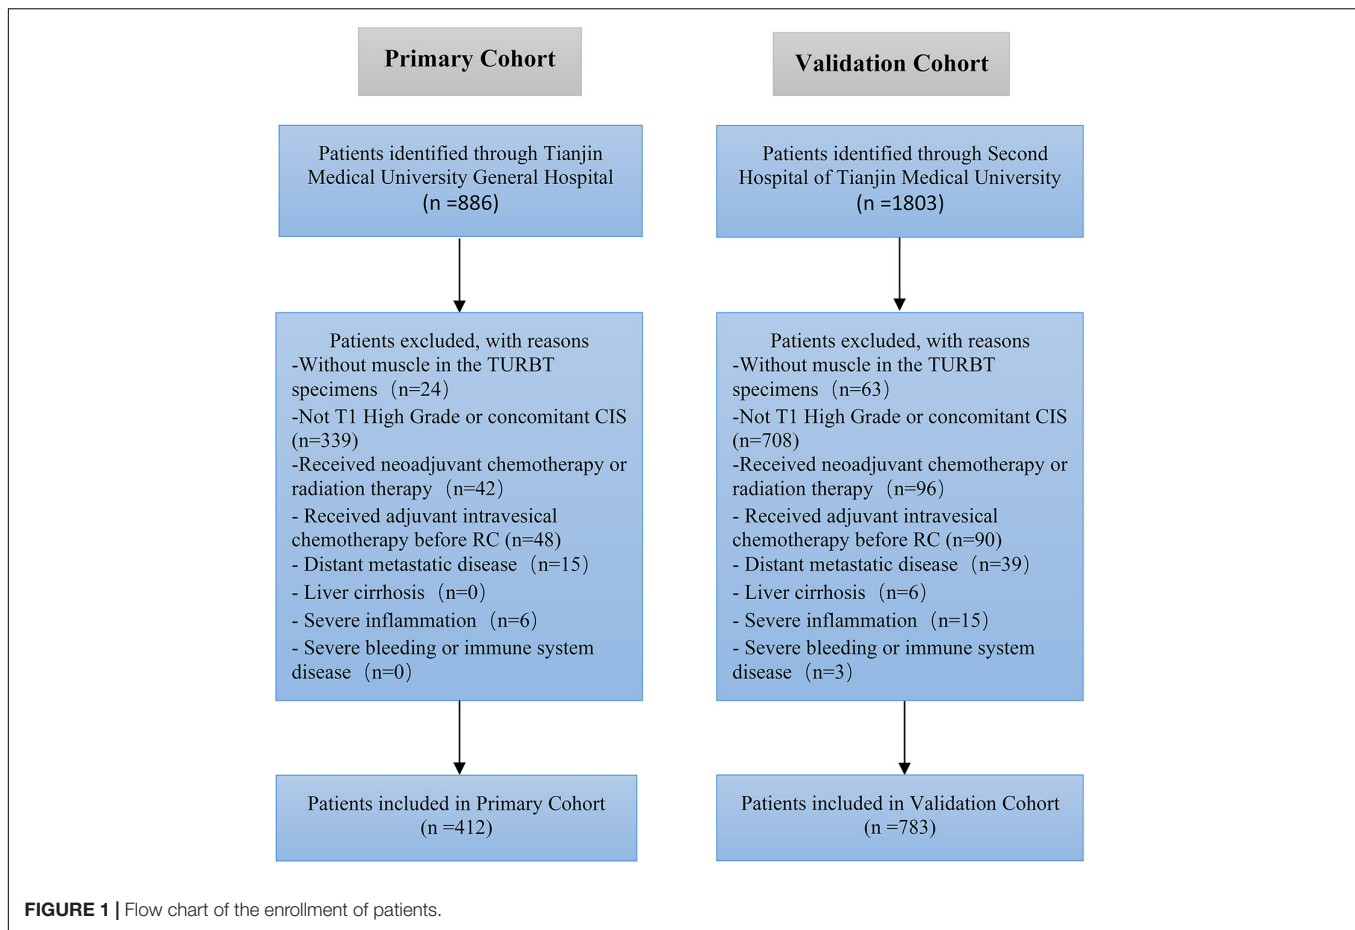 Primary Cohort
Patients identified through Tianjin
Medical University General Hospital
(n =886)
Patients excluded, with reasons
-Without muscle in the TURBT
specimens（n=24）
-Not T1 High Grade or concomitant CIS
(n=339)
-Received neoadjuvant chemotherapy or
radiation therapy（n=42）
- Received adjuvant intravesical
chemotherapy before RC (n=48)
- Distant metastatic disease（n=15）
- Liver cirrhosis（n=0）
- Severe inflammation（n=6）
- Severe bleeding or immune system
disease（n=0）
Patients included in Primary Cohort
(n =412)
Validation Cohort
Patients identified through Second
Hospital of Tianjin Medical University
(n =1803)
Patients excluded, with reasons
-Without muscle in the TURBT
specimens（n=63）
-Not T1 High Grade or concomitant CIS
(n=708)
-Received neoadjuvant chemotherapy or
radiation therapy（n=96）
- Received adjuvant intravesical
chemotherapy before RC (n=90)
- Distant metastatic disease（n=39）
- Liver cirrhosis（n=6）
- Severe inflammation（n=15）
- Severe bleeding or immune system
disease（n=3）
Patients included in Validation Cohort
(n =783)
FIGURE 1 | Flow chart of the enrollment of patients.